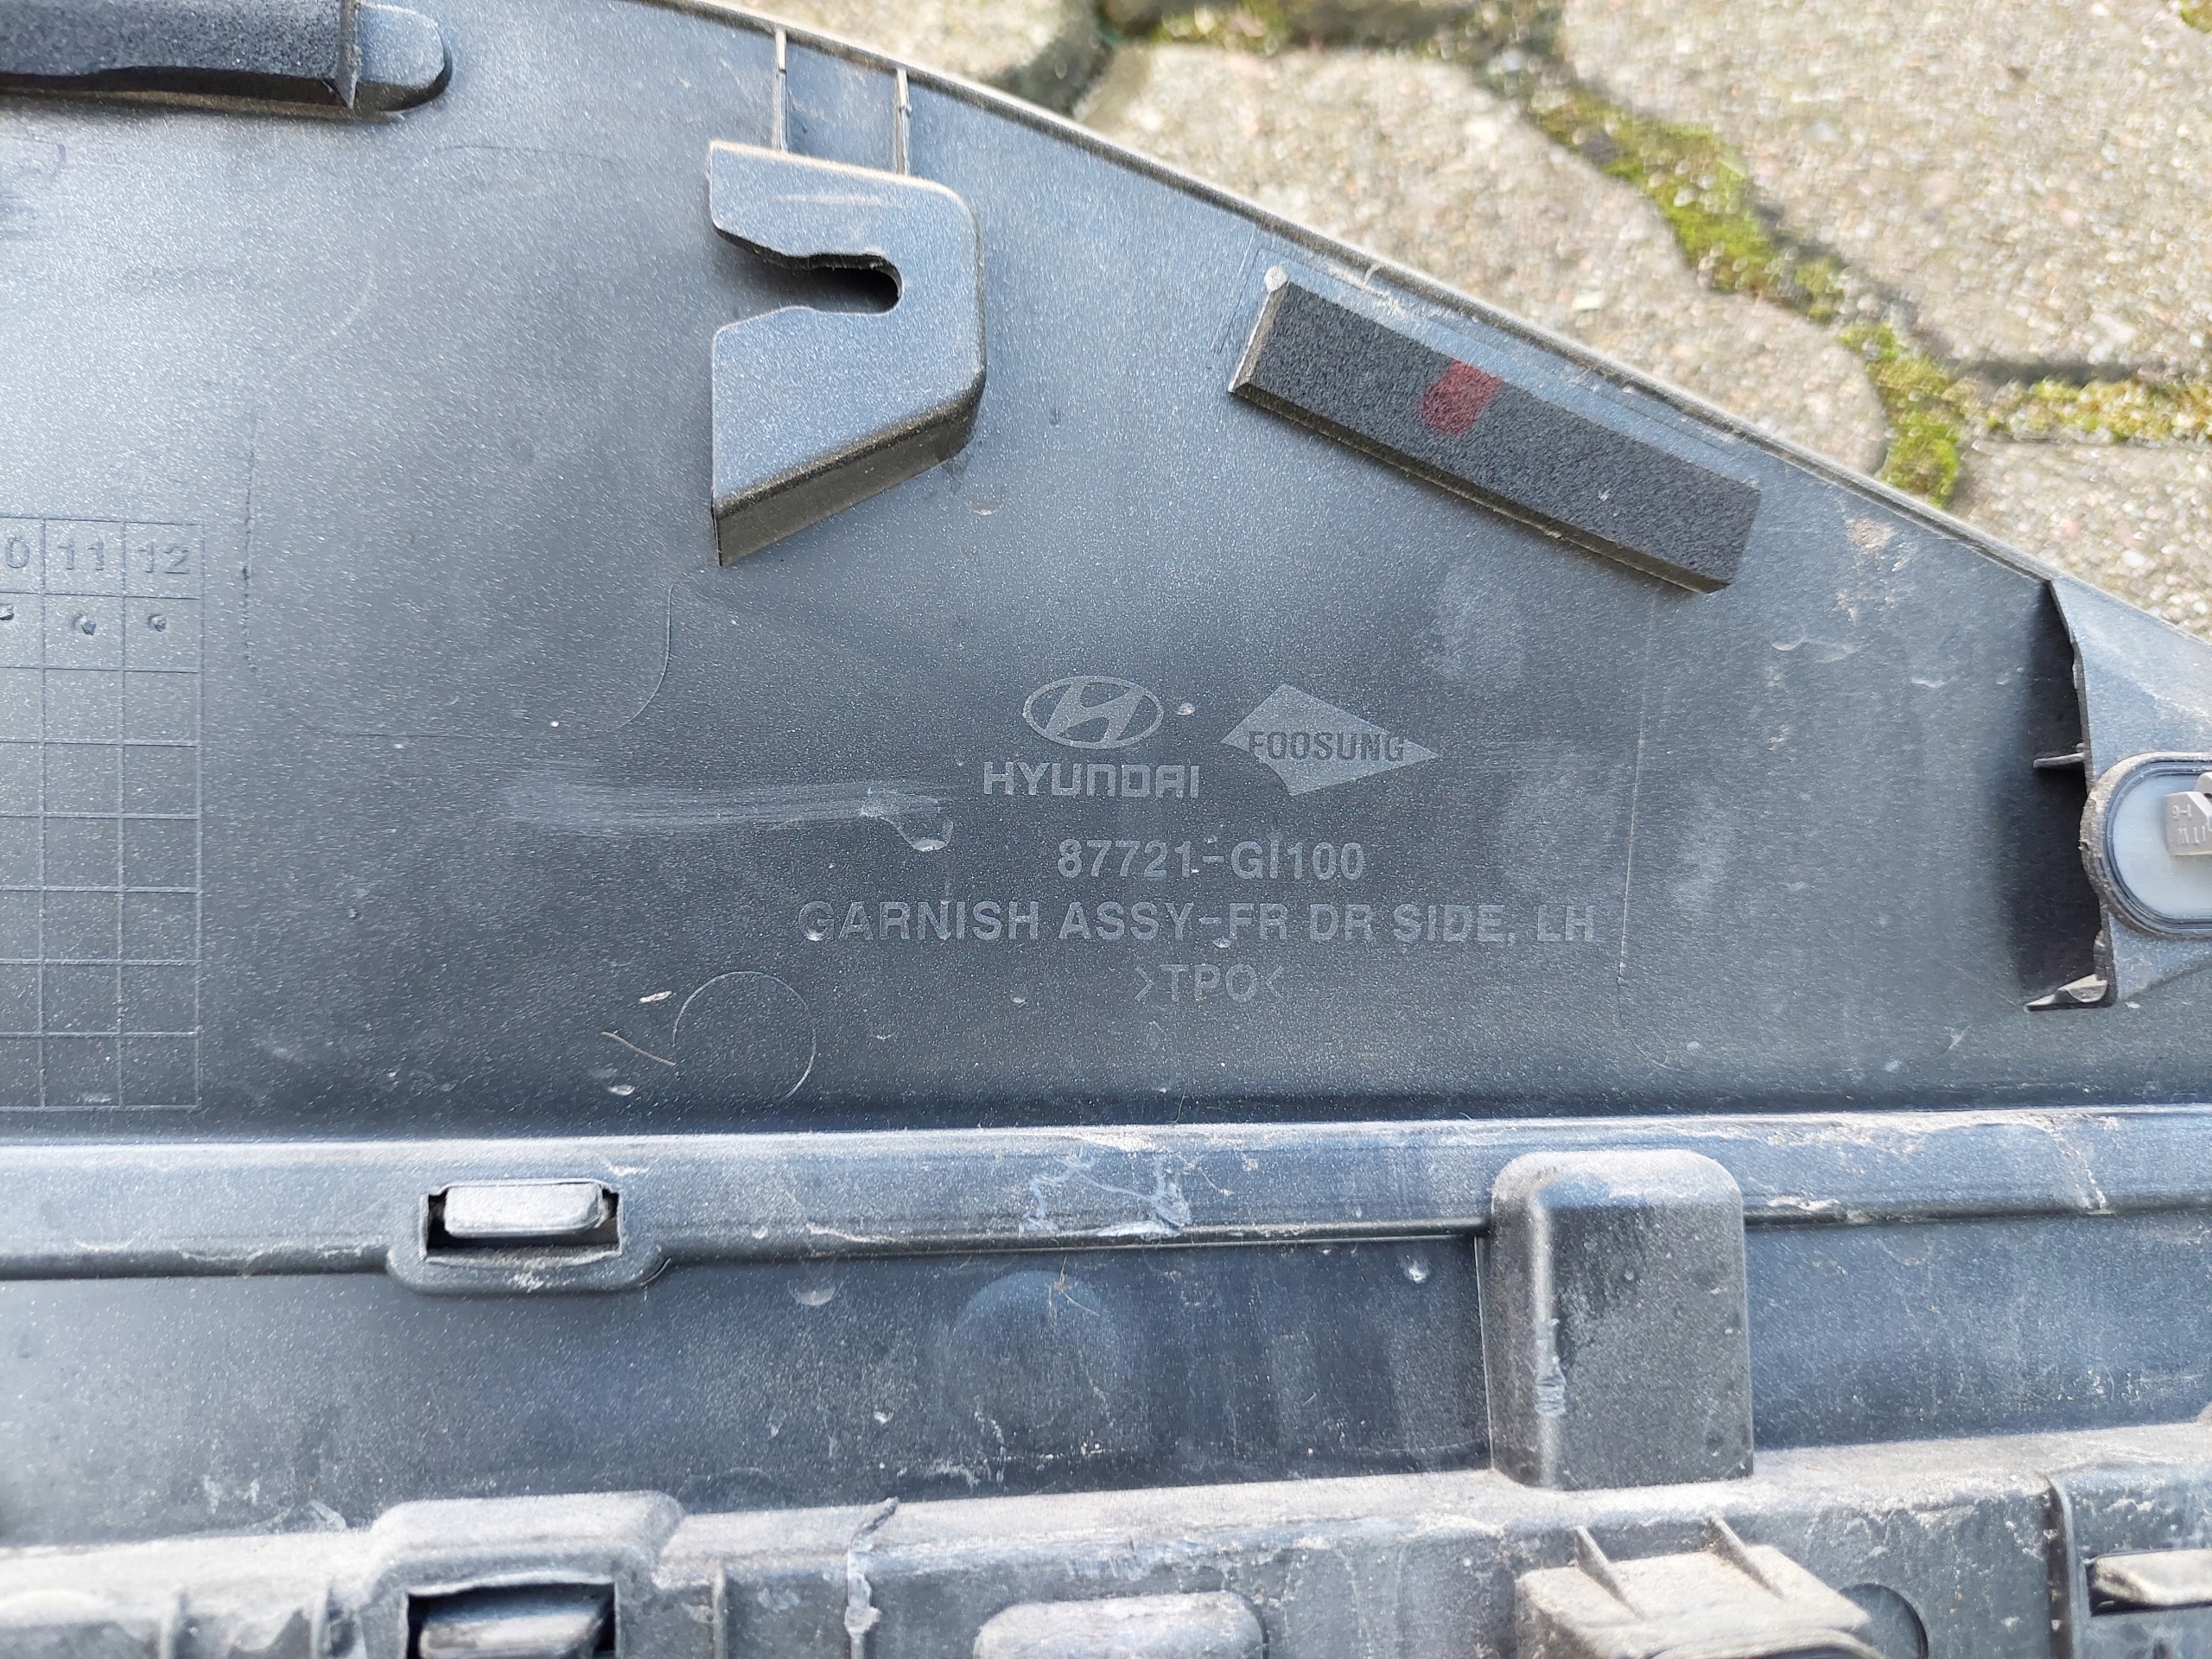 11 12
HYUNDAI
FOOSUNG
87721-GI100
GARNISH ASSY-FR DR SIDE, LH
>TPO<